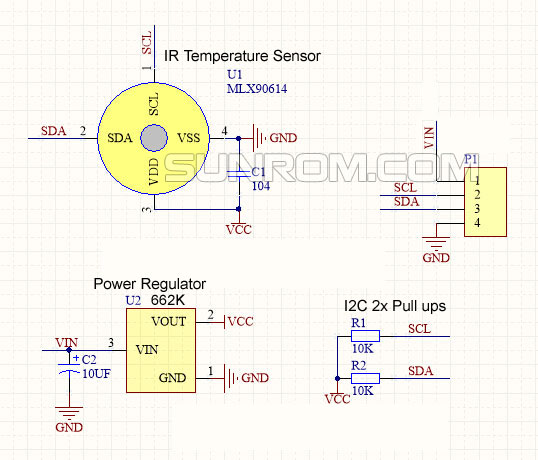 SCL
IR Temperature Sensor
U1
MLX90614
1
SCL
SDA
2
SDA
VSS
4
GND
VDD
3
C1
104
VCC
SUNROM.COM
VIN
P1
1
SCL
2
SDA
3
4
GND
Power Regulator
U2
662K
VOUT
2
VCC
VIN
3
VIN
C2
10UF
GND
1
GND
GND
I2C 2x Pull ups
R1
SCL
10K
R2
SDA
10K
VCC